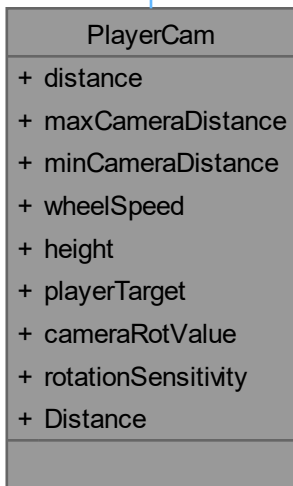 PlayerCam
+ distance
+ maxCameraDistance
+ minCameraDistance
+ wheelSpeed
+ height
+ playerTarget
+ cameraRotValue
+ rotationSensitivity
+ Distance